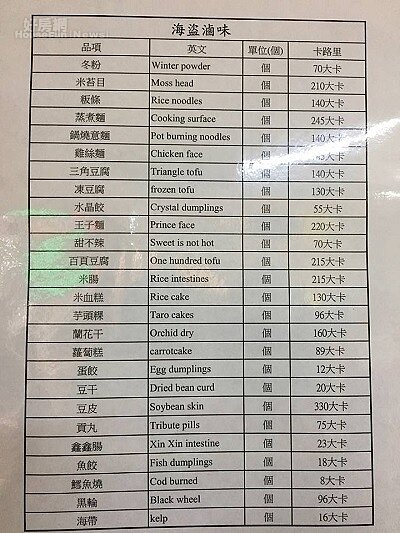 好房網
HouseFun News
海盜滷味
品項 英文 單位(個) 卡路里
冬粉 Winter powder 個 70大卡
米苔目 Moss head 個 210大卡
粄條 Rice noodles 個 140大卡
蒸煮麵 Cooking surface 個 245大卡
鍋燒意麵 Pot burning noodles 個 140大卡
雞絲麵 Chicken face 個 大卡
三角豆腐 Triangle tofu 個 140大卡
凍豆腐 frozen tofu 個 130大卡
水晶餃 Crystal dumplings 個 55大卡
王子麵 Prince face 個 220大卡
甜不辣 Sweet is not hot 個 70大卡
百頁豆腐 One hundred tofu 個 215大卡
米腸 Rice intestines 個 215大卡
米血糕 Rice cake 個 130大卡
芋頭粿 Taro cakes 個 96大卡
蘭花干 Orchid dry 個 160大卡
蘿蔔糕 carrotcake 個 89大卡
蛋餃 Egg dumplings 個 12大卡
豆干 Dried bean curd 個 20大卡
豆皮 Soybean skin 個 330大卡
貢丸 Tribute pills 個 75大卡
鑫鑫腸 Xin Xin intestine 個 23大卡
魚餃 Fish dumplings 個 18大卡
鱈魚燒 Cod burned 個 8大卡
黑輪 Black wheel 個 96大卡
海帶 kelp 個 16大卡